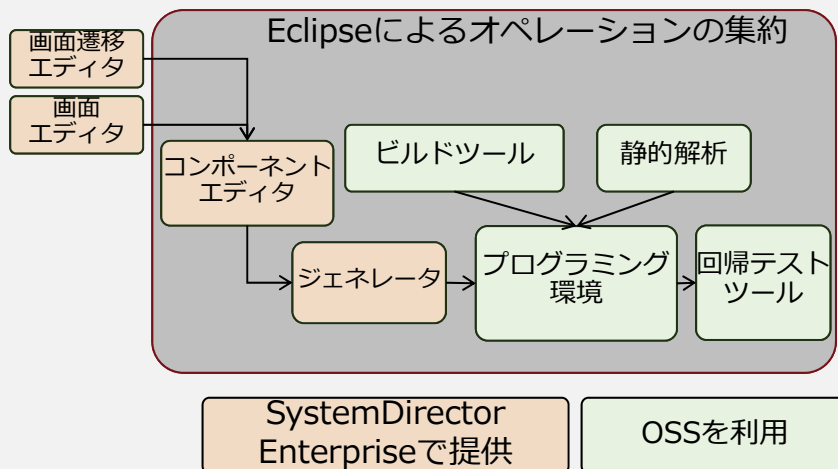 Eclipseによるオペレーションの集約
画面遷移
エディタ
画面
エディタ
コンポーネント
エディタ
ビルドツール
静的解析
ジェネレータ
プログラミング
環境
回帰テスト
ツール
SystemDirector
Enterpriseで提供
OSSを利用